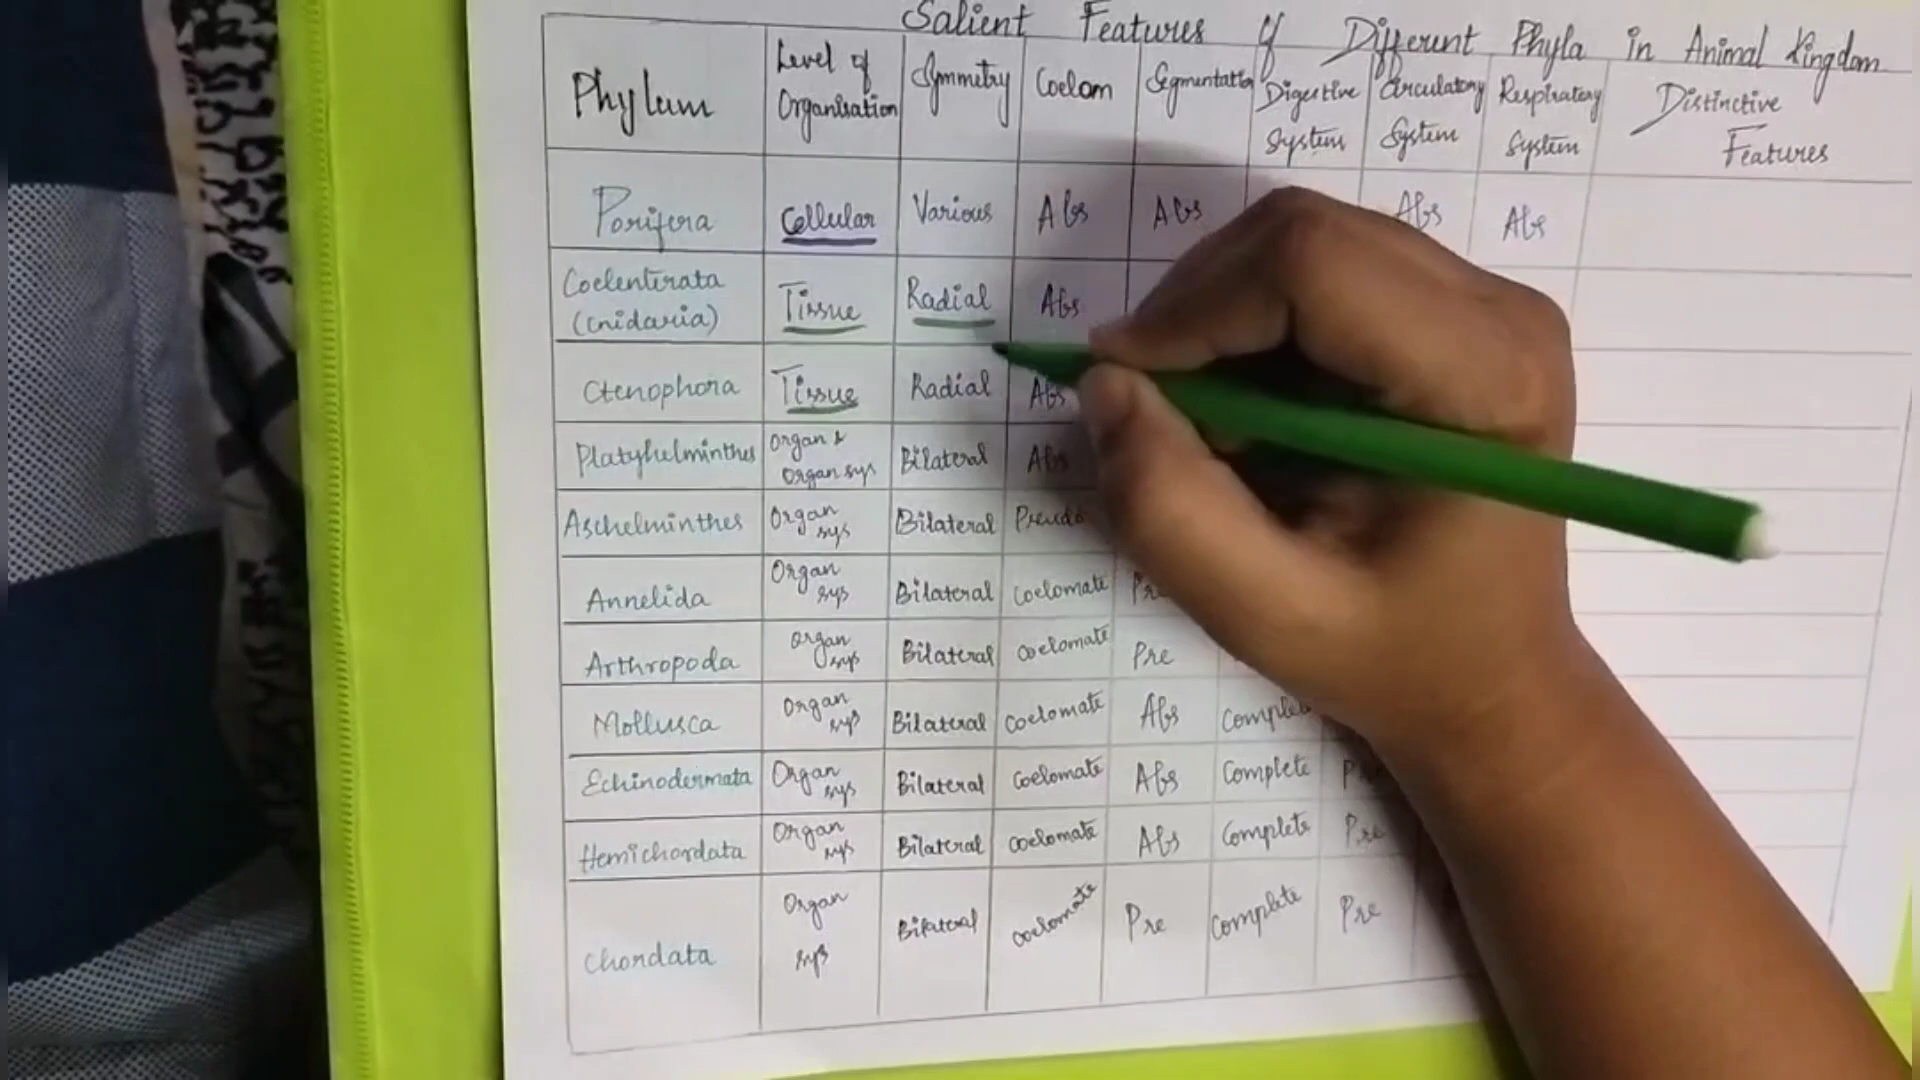 Salient Features of Different Phyla in Animal Kingdom
Phylum
Level of
Organisation
Symmetry
Coelom
Segmentation
Digestive
System
Circulatory
System
Respiratory
System
Distinctive
Features
Porifera
Cellular
Various
Abs
Abs
Abs
Abs
Coelenterata
(Cnidaria)
Tissue
Radial
Abs
Ctenophora
Tissue
Radial
Abs
Platyhelminthes
Organ &
Organ sys
Bilateral
Abs
Aschelminthes
Organ
sys
Bilateral
Pseudo
Annelida
Organ
sys
Bilateral
Coelomate
Pre
Arthropoda
Organ
sys
Bilateral
Coelomate
Pre
Mollusca
Organ
sys
Bilateral
Coelomate
Abs
Complete
Echinodermata
Organ
sys
Bilateral
Coelomate
Abs
Complete
Pre
Hemichordata
Organ
sys
Bilateral
Coelomate
Abs
Complete
Pre
Chordata
Organ
sys
Bilateral
Coelomate
Pre
Complete
Pre